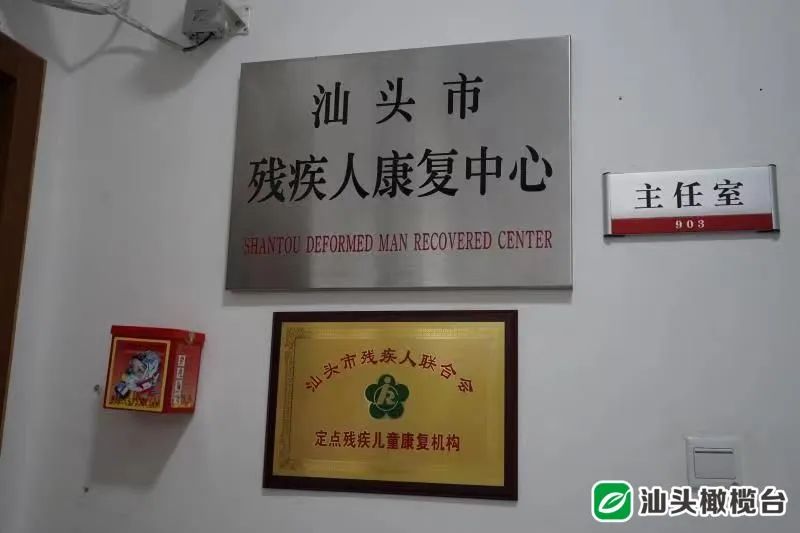 汕头市
残疾人康复中心
SHANTOU DEFORMED MAN RECOVERED CENTER
主任室
903
汕头市残疾人联合会
定点残疾儿童康复机构
汕头橄榄台